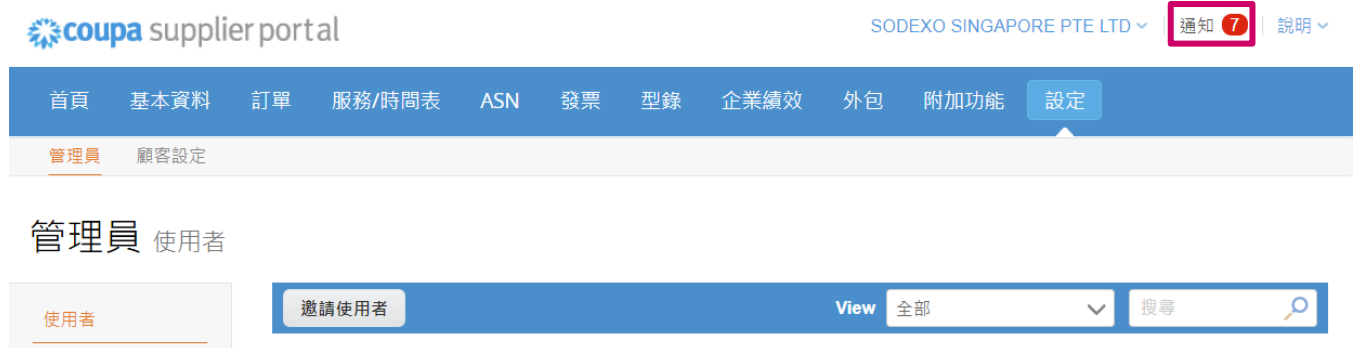 coupa supplier portal
SODEXO SINGAPORE PTE LTD 通知 7 說明
首頁 基本資料 訂單 服務/時間表 ASN 發票 型錄 企業績效 外包 附加功能 設定
管理員 顧客設定
管理員 使用者
使用者
邀請使用者 View 全部 搜尋